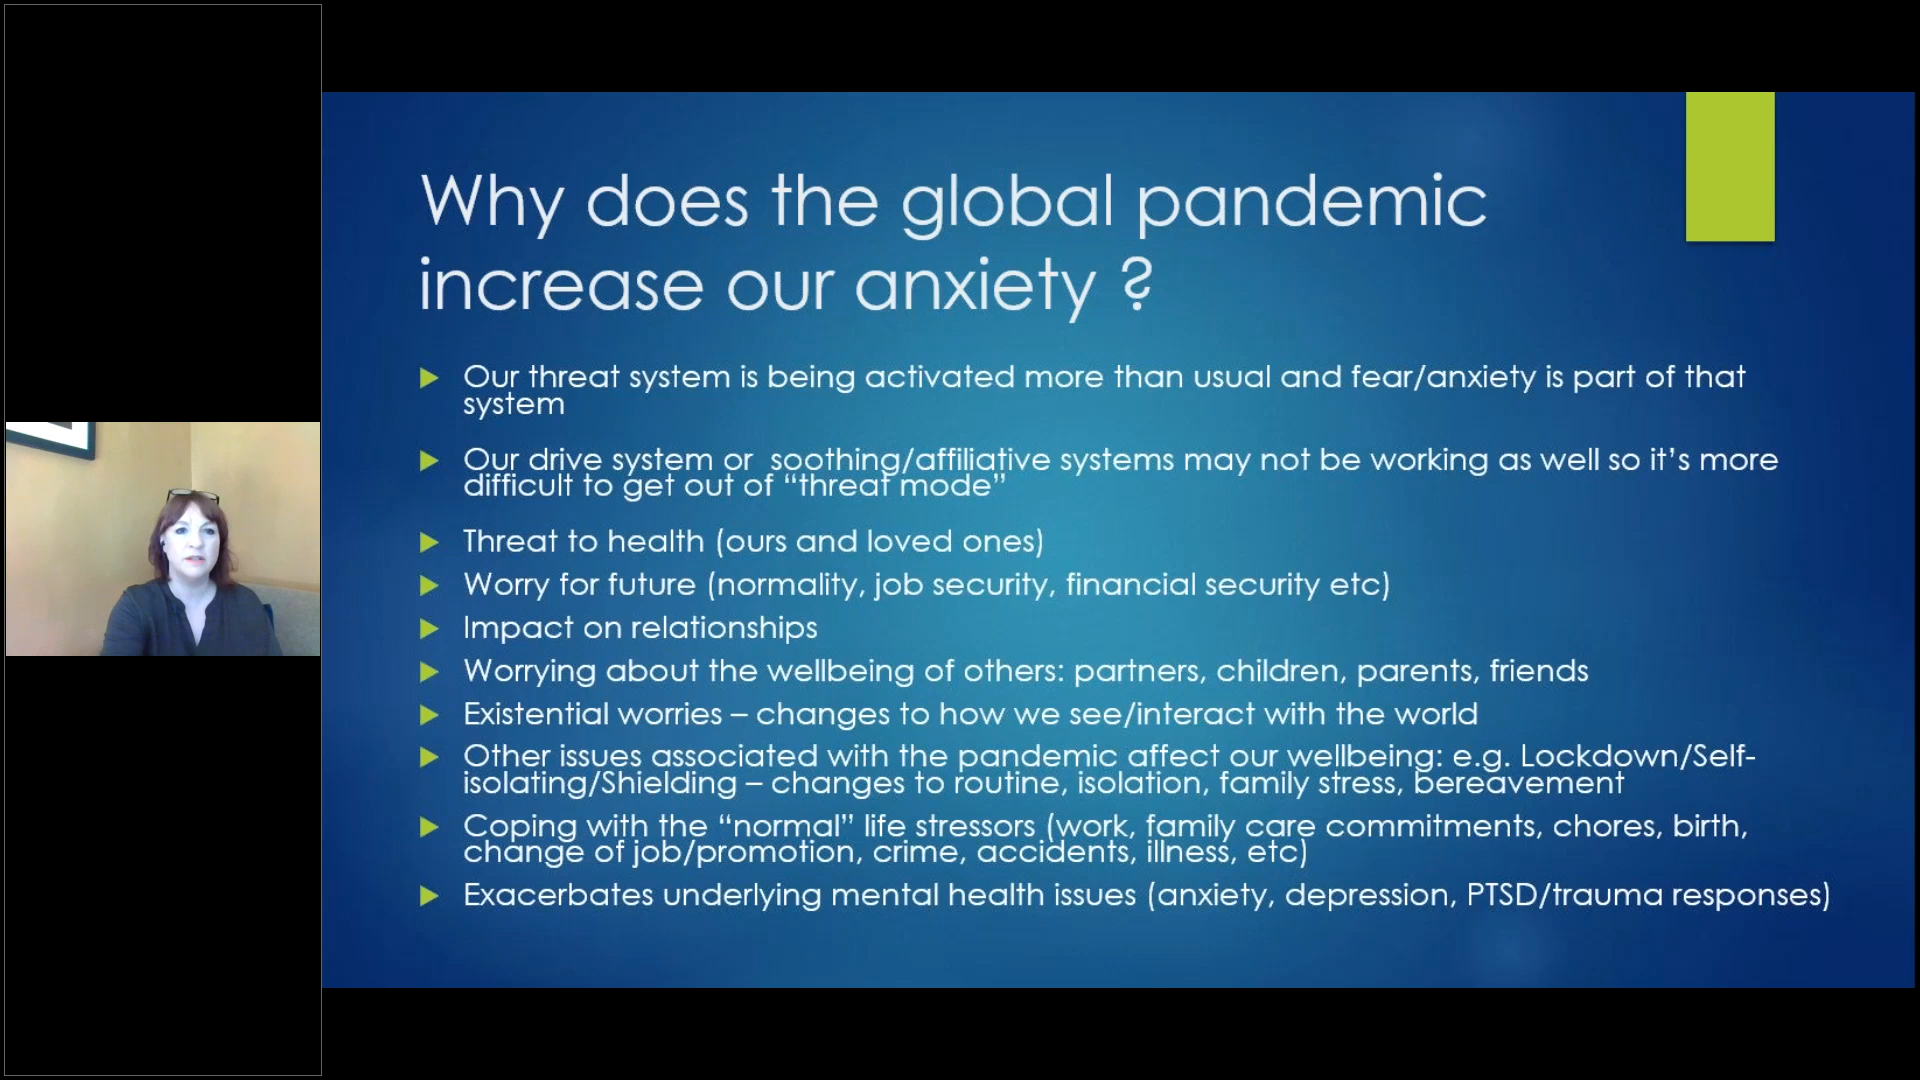 Why does the global pandemic
increase our anxiety ?
Our threat system is being activated more than usual and fear/anxiety is part of that
system
Our drive system or  soothing/affiliative systems may not be working as well so it’s more
difficult to get out of “threat mode”
Threat to health (ours and loved ones)
Worry for future (normality, job security, financial security etc)
Impact on relationships
Worrying about the wellbeing of others: partners, children, parents, friends
Existential worries – changes to how we see/interact with the world
Other issues associated with the pandemic affect our wellbeing: e.g. Lockdown/Self-
isolating/Shielding – changes to routine, isolation, family stress, bereavement
Coping with the “normal” life stressors (work, family care commitments, chores, birth,
change of job/promotion, crime, accidents, illness, etc)
Exacerbates underlying mental health issues (anxiety, depression, PTSD/trauma responses)